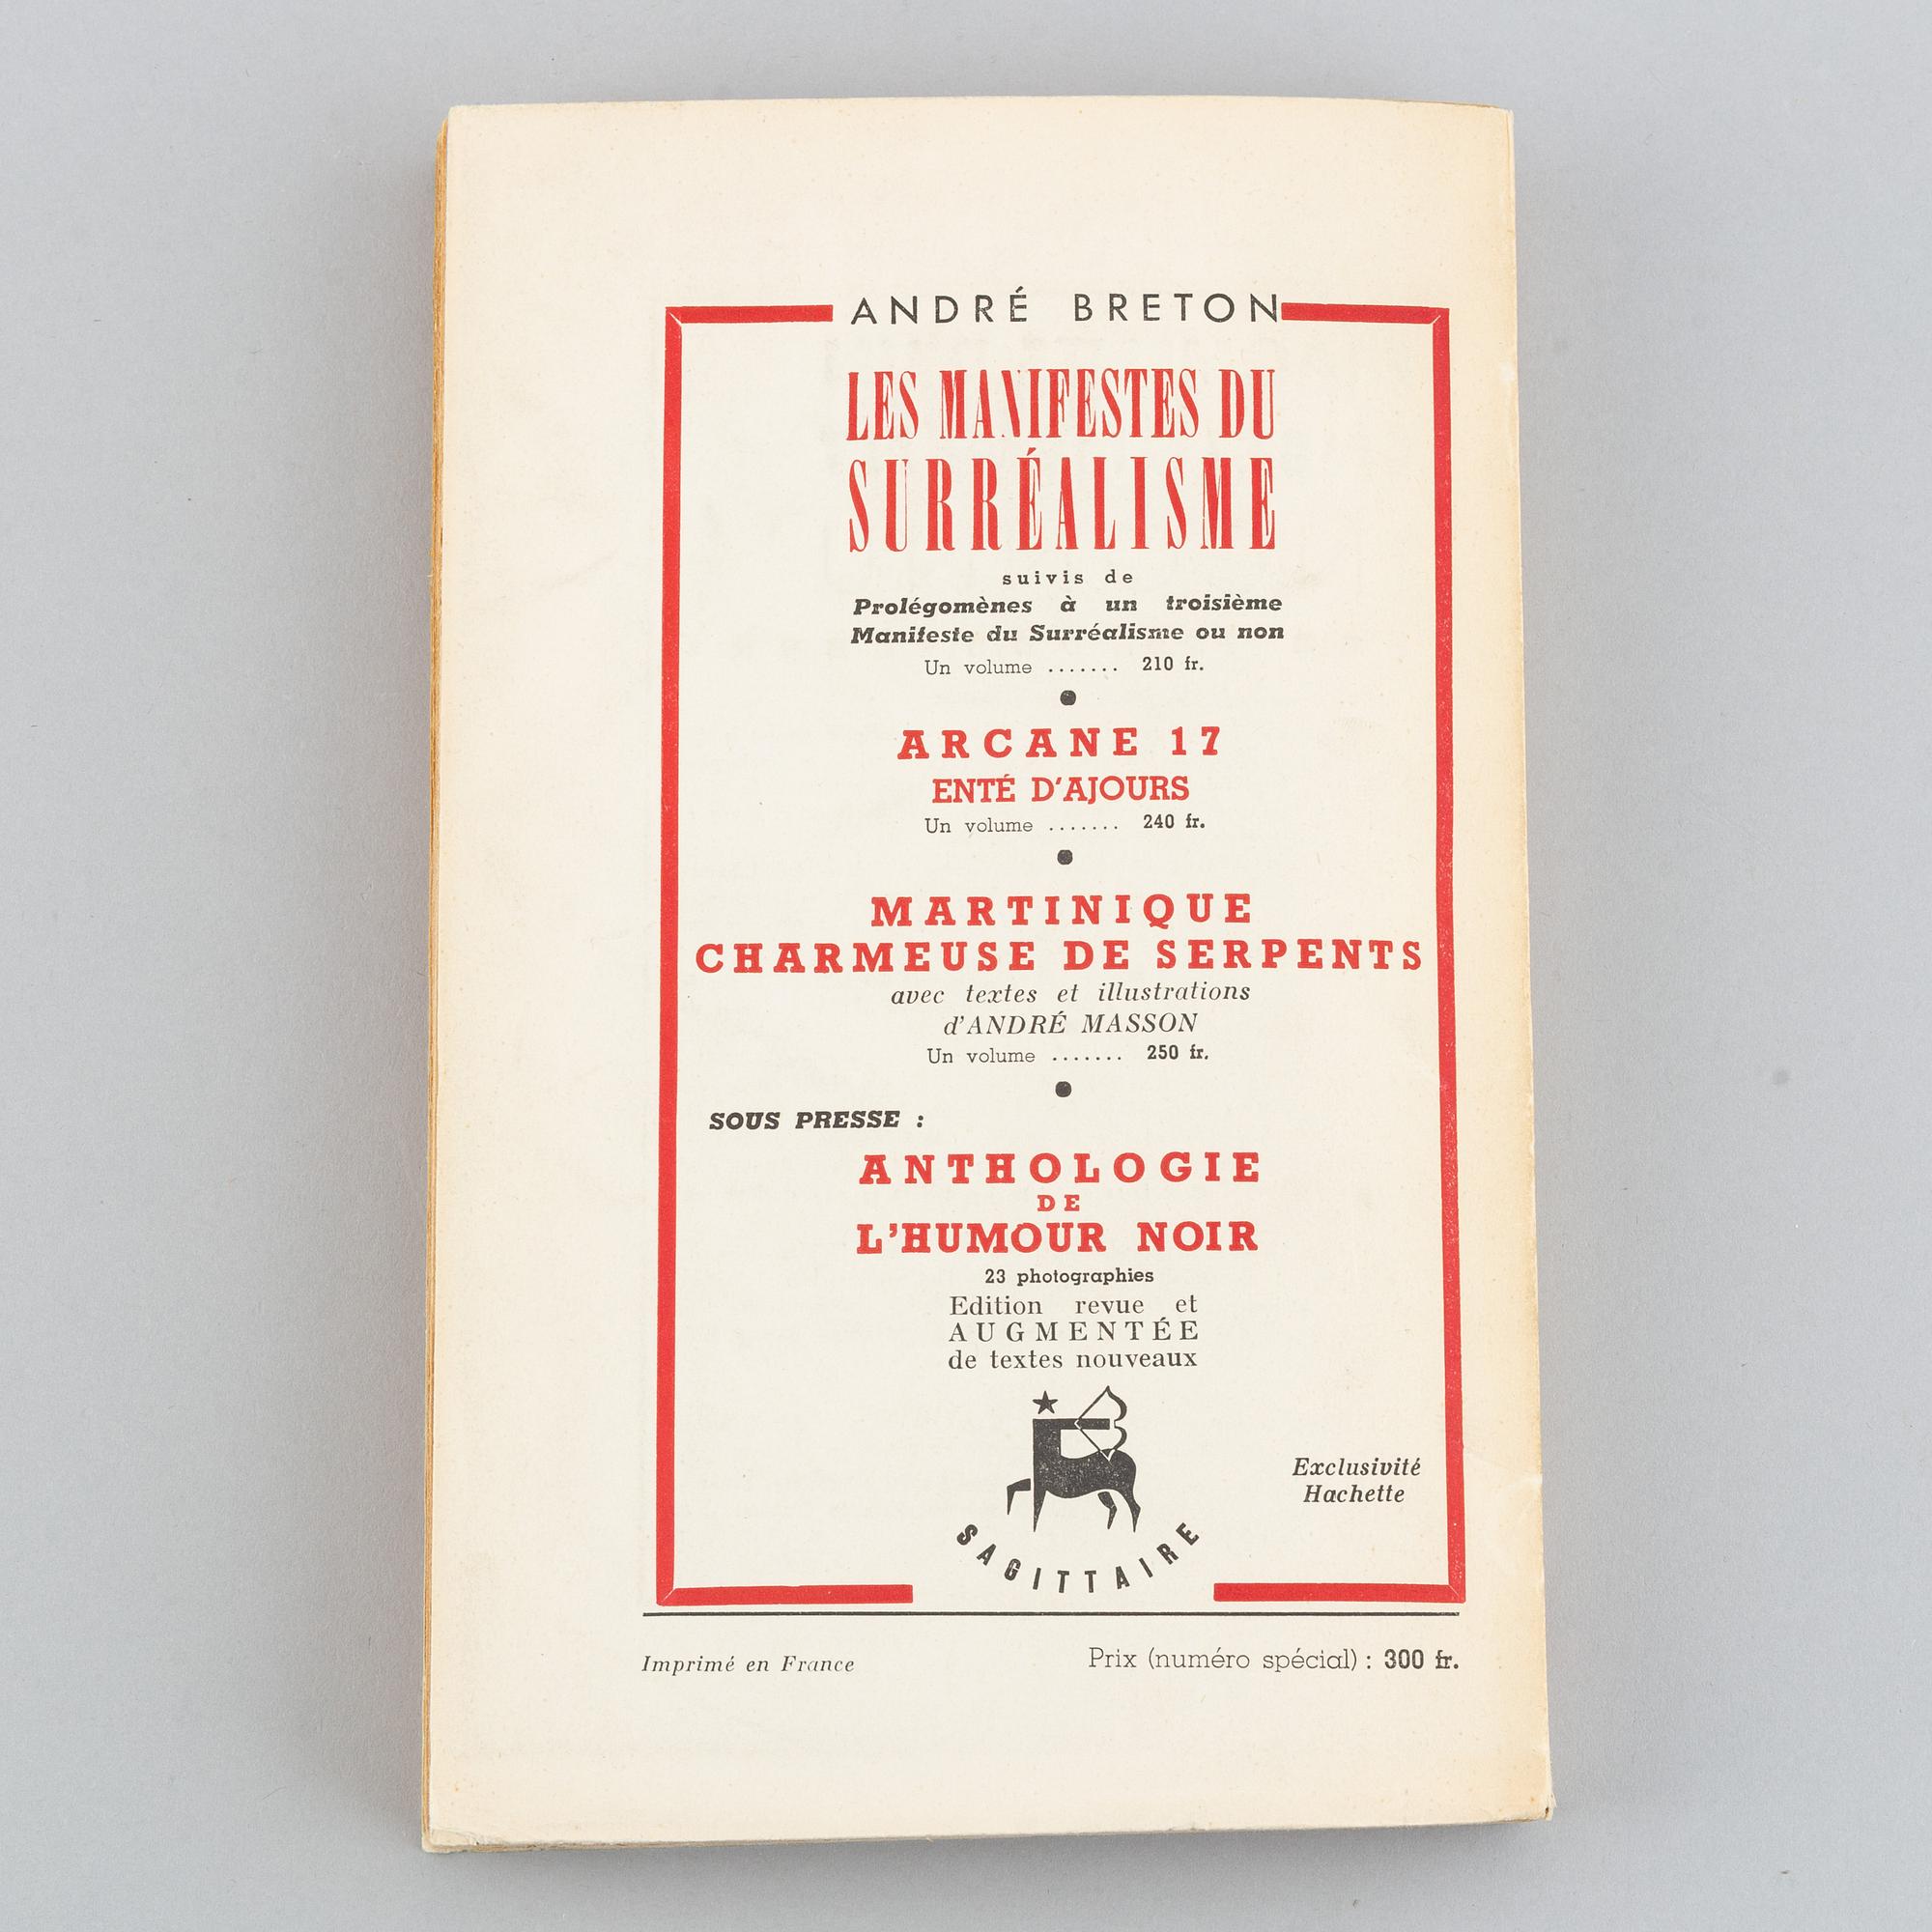 ANDRÉ BRETON
LES MANIFESTES DU
SURRÉALISME
suivis de
Prolégomènes à un troisième
Manifeste du Surréalisme ou non
Un volume ....... 210 fr.
●
ARCANE 17
ENTÉ D'AJOURS
Un volume ....... 240 fr.
●
MARTINIQUE
CHARMEUSE DE SERPENTS
avec textes et illustrations
d'ANDRÉ MASSON
Un volume ....... 250 fr.
●
SOUS PRESSE :
ANTHOLOGIE
DE
L'HUMOUR NOIR
23 photographies
Edition revue et
AUGMENTÉE
de textes nouveaux
Exclusivité
Hachette
SAGITTAIRE
Imprimé en France
Prix (numéro spécial) : 300 fr.